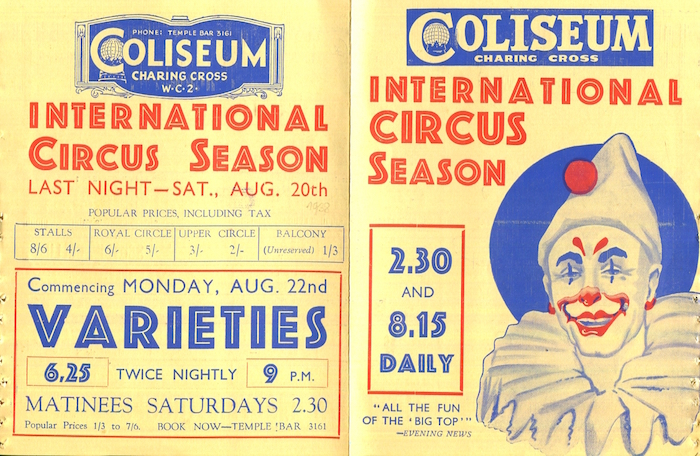 PHONE: TEMPLE BAR 3161
COLISEUM
CHARING CROSS
W·C·2·
INTERNATIONAL
CIRCUS SEASON
LAST NIGHT—SAT., AUG. 20th
POPULAR PRICES, INCLUDING TAX
STALLS ROYAL CIRCLE UPPER CIRCLE BALCONY
8/6 4/- 6/- 5/- 3/- 2/- (Unreserved) 1/3
Commencing MONDAY, AUG. 22nd
VARIETIES
6.25 TWICE NIGHTLY 9 P.M.
MATINEES SATURDAYS 2.30
Popular Prices 1/3 to 7/6. BOOK NOW—TEMPLE BAR 3161
COLISEUM
CHARING CROSS
INTERNATIONAL
CIRCUS
SEASON
2.30
AND
8.15
DAILY
"ALL THE FUN
OF THE 'BIG TOP'"
—EVENING NEWS